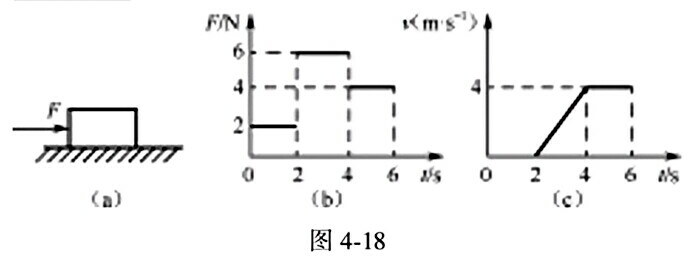 F
(a)
F/N
6
4
2
0 2 4 6 t/s
(b)
v(m·s⁻¹)
4
0 2 4 6 t/s
(c)
图 4-18